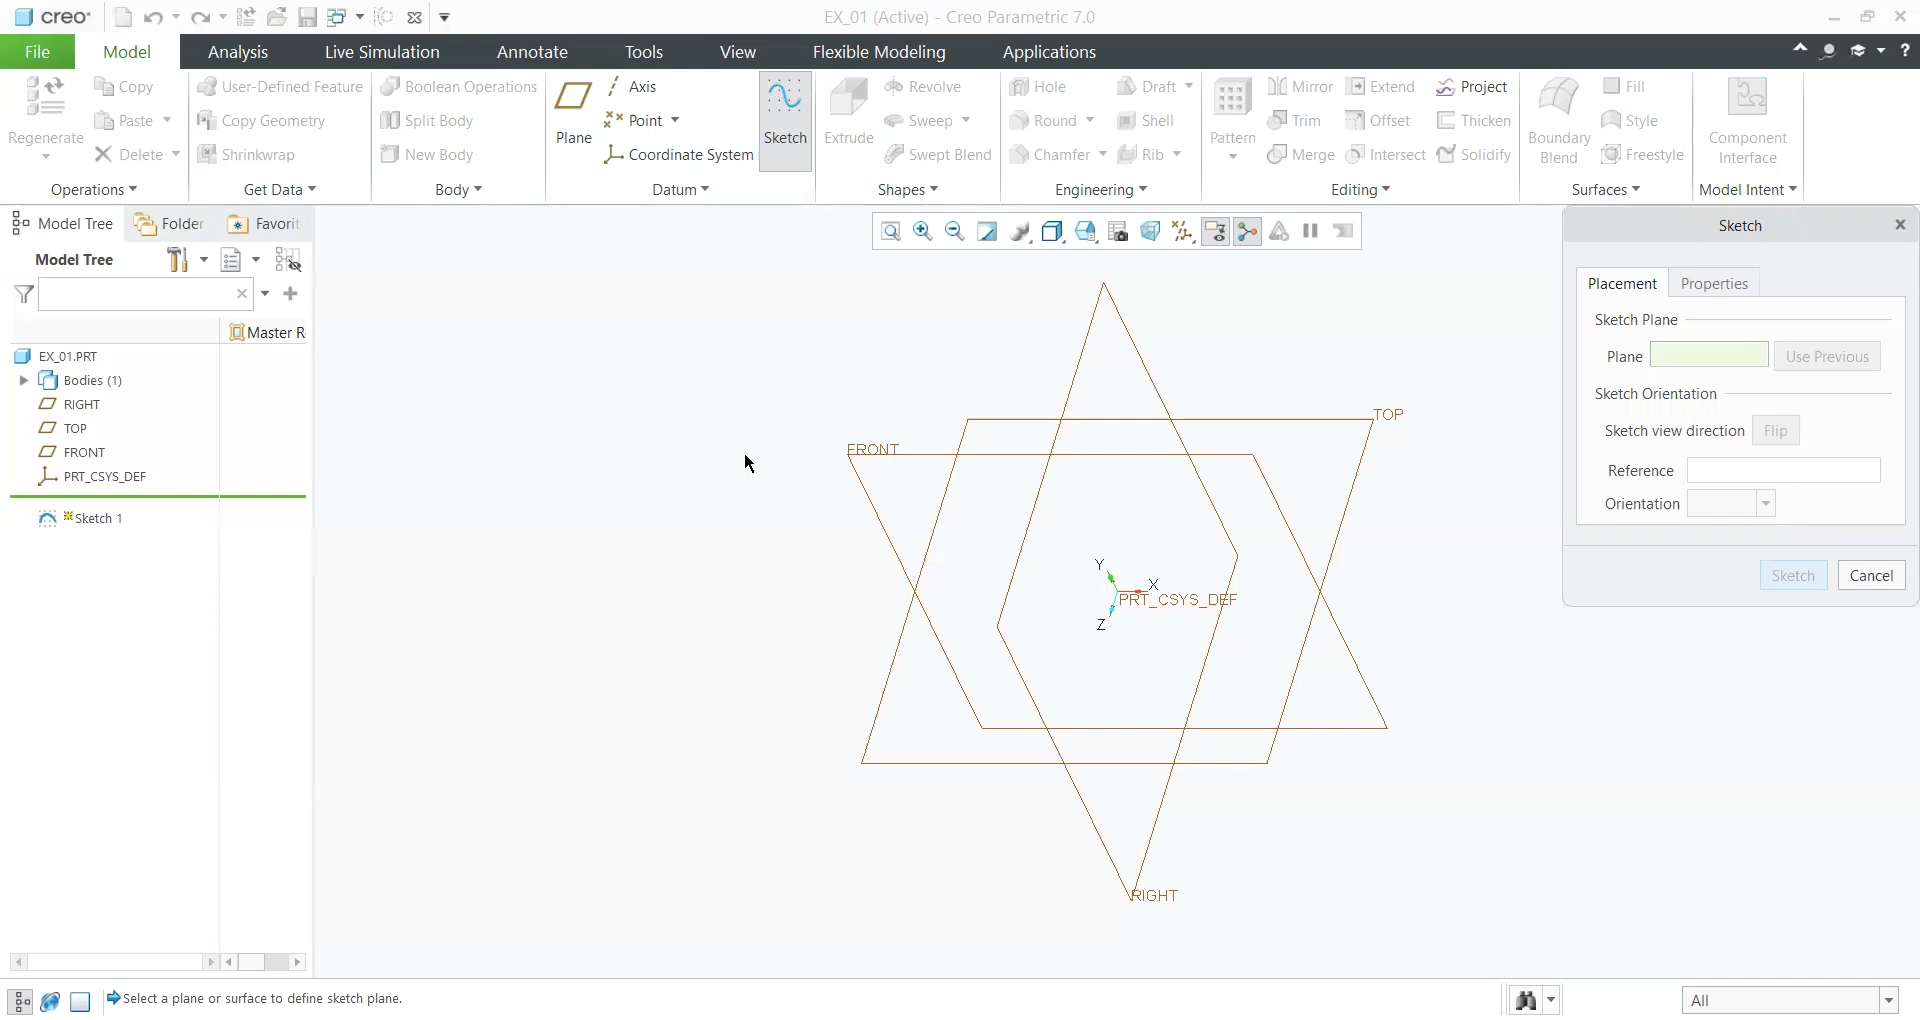 creo
EX_01 (Active) - Creo Parametric 7.0
File Model Analysis Live Simulation Annotate Tools View Flexible Modeling Applications
Regenerate
Copy
Paste
Delete
Operations
User-Defined Feature
Copy Geometry
Shrinkwrap
Get Data
Boolean Operations
Split Body
New Body
Body
Plane
Axis
Point
Coordinate System
Sketch
Datum
Extrude
Revolve
Sweep
Swept Blend
Shapes
Hole
Round
Chamfer
Draft
Shell
Rib
Engineering
Pattern
Mirror
Trim
Merge
Extend
Offset
Intersect
Project
Thicken
Solidify
Editing
Boundary
Blend
Fill
Style
Freestyle
Surfaces
Component
Interface
Model Intent
Model Tree Folder Favorit
Model Tree
Master R
EX_01.PRT
Bodies (1)
RIGHT
TOP
FRONT
PRT_CSYS_DEF
Sketch 1
TOP
FRONT
Y
X
PRT_CSYS_DEF
Z
RIGHT
Sketch
Placement Properties
Sketch Plane
Plane Use Previous
Sketch Orientation
Sketch view direction Flip
Reference
Orientation
Sketch Cancel
Select a plane or surface to define sketch plane.
All